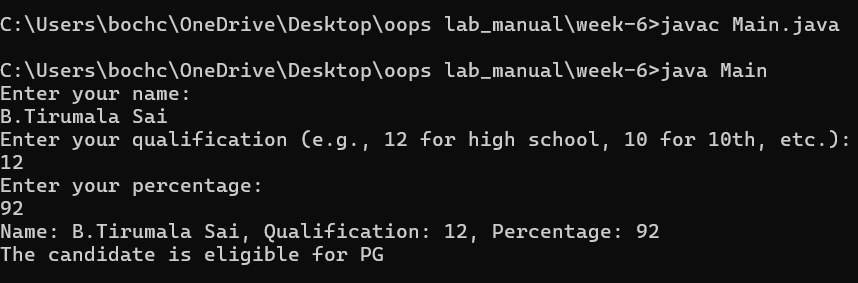 C:\Users\bochc\OneDrive\Desktop\oops lab_manual\week-6>javac Main.java
C:\Users\bochc\OneDrive\Desktop\oops lab_manual\week-6>java Main
Enter your name:
B.Tirumala Sai
Enter your qualification (e.g., 12 for high school, 10 for 10th, etc.):
12
Enter your percentage:
92
Name: B.Tirumala Sai, Qualification: 12, Percentage: 92
The candidate is eligible for PG